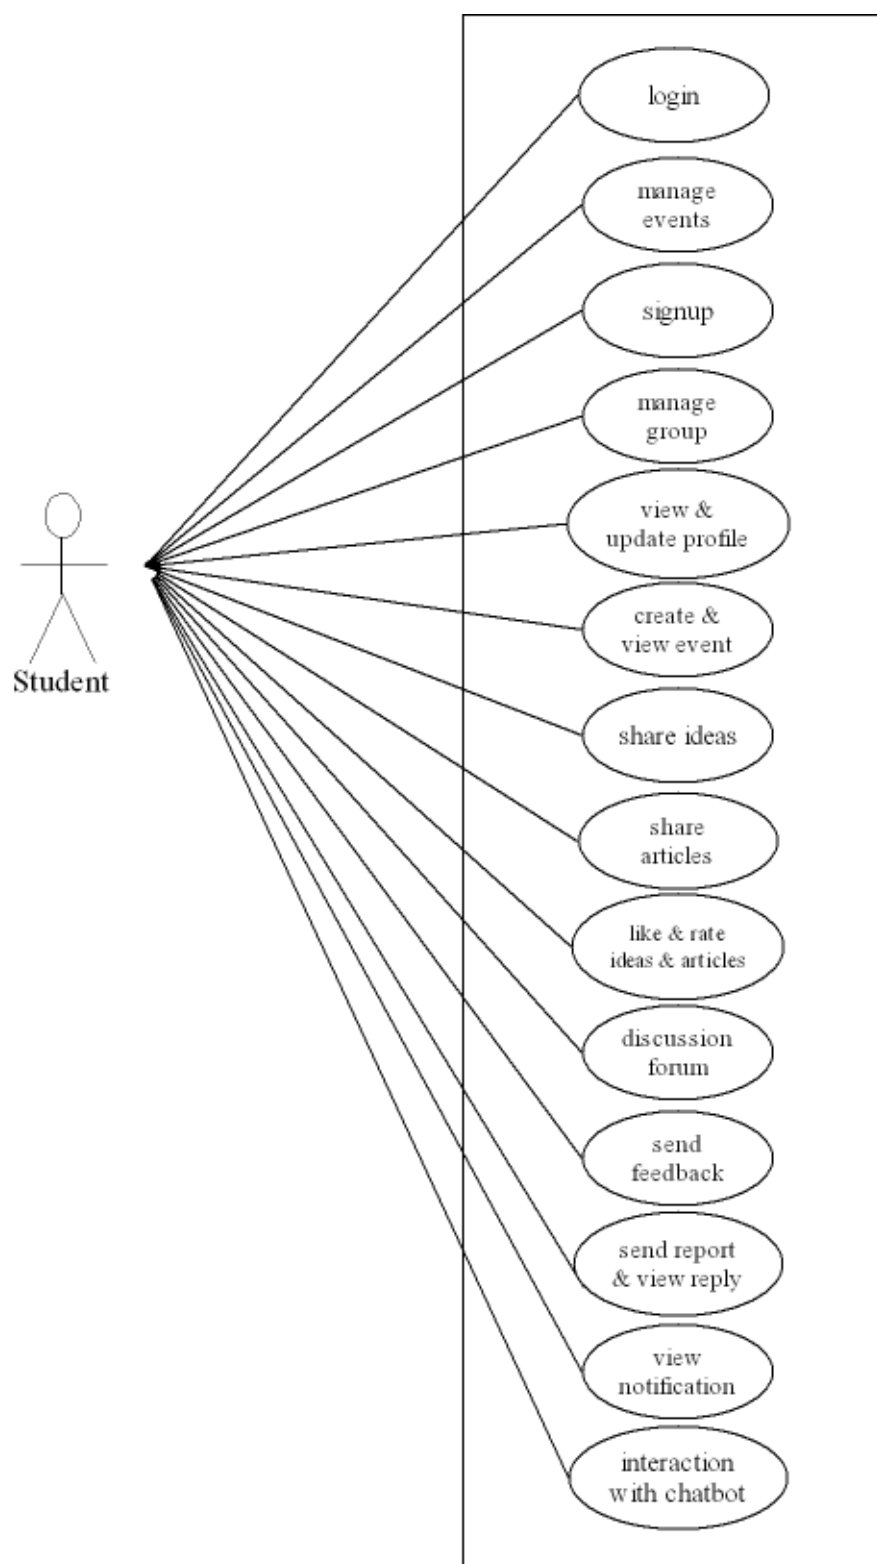 login
manage
events
signup
manage
group
view &
update profile
create &
view event
Student
share ideas
share
articles
like & rate
ideas & articles
discussion
forum
send
feedback
send report
& view reply
view
notification
interaction
with chatbot